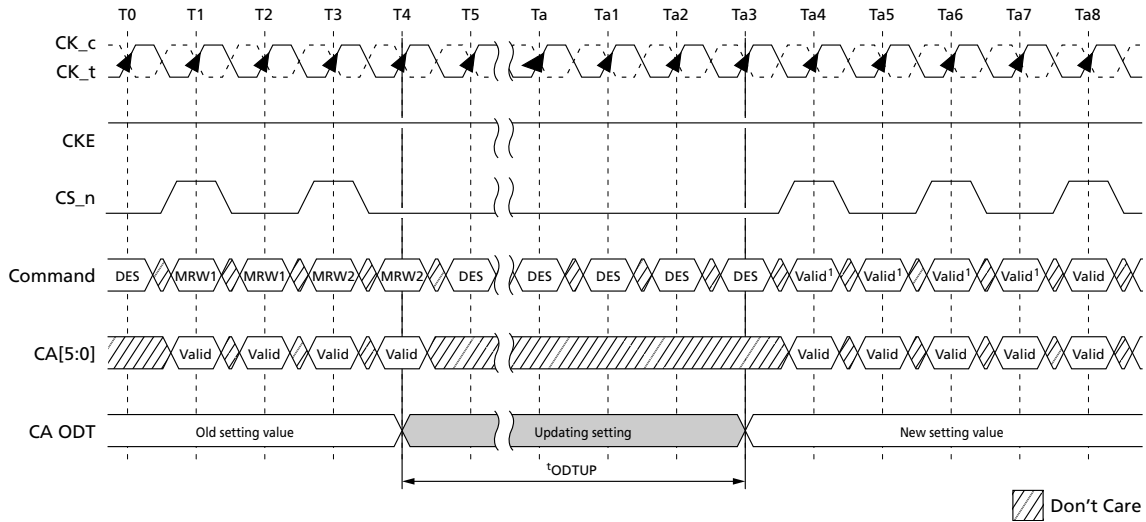 T0 T1 T2 T3 T4 T5 Ta Ta1 Ta2 Ta3 Ta4 Ta5 Ta6 Ta7 Ta8
CK_c
CK_t
CKE
CS_n
Command DES MRW1 MRW1 MRW2 MRW2 DES DES DES DES DES Valid¹ Valid¹ Valid¹ Valid¹ Valid
CA[5:0] Valid Valid Valid Valid Valid Valid Valid Valid Valid
CA ODT Old setting value Updating setting New setting value
ᵗODTUP
Don't Care